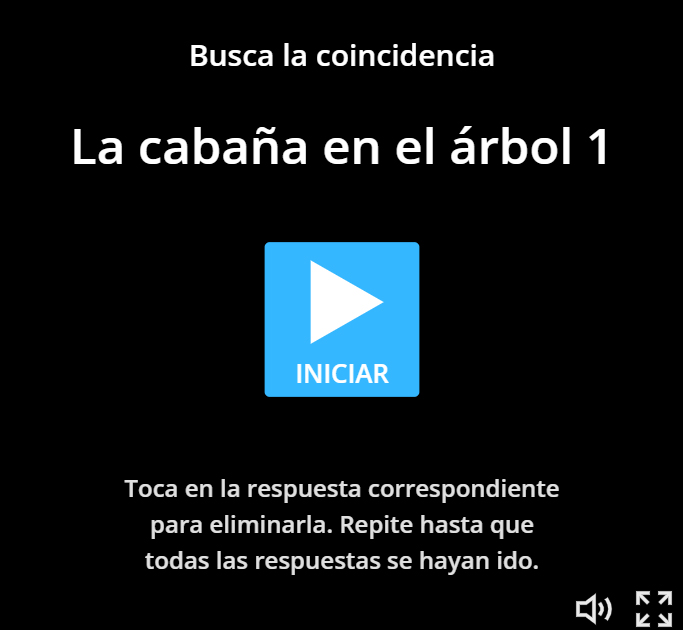 Busca la coincidencia
La cabaña en el árbol 1
INICIAR
Toca en la respuesta correspondiente
para eliminarla. Repite hasta que
todas las respuestas se hayan ido.